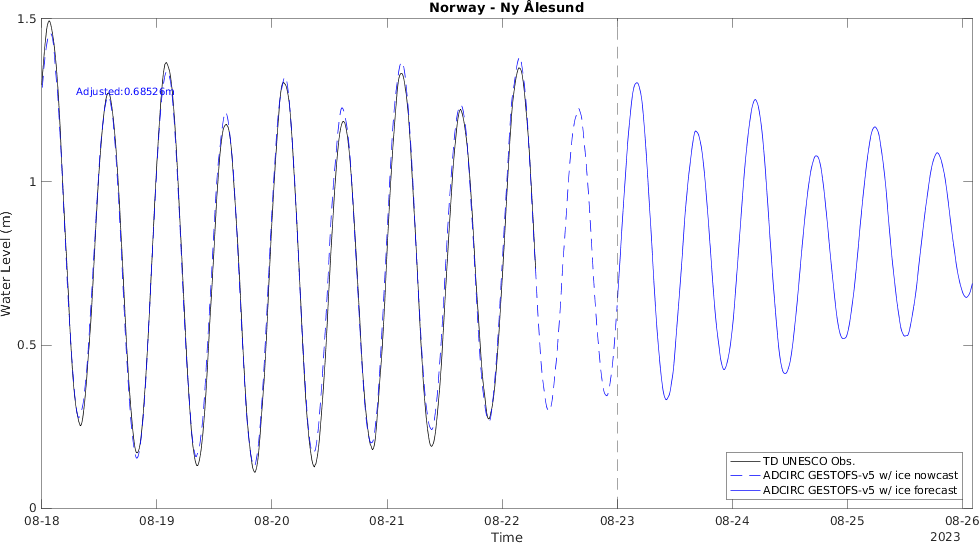 Norway - Ny Ålesund
1.5
1
0.5
0
Water Level (m)
Adjusted:0.68526m
TD UNESCO Obs.
ADCIRC GESTOFS-v5 w/ ice nowcast
ADCIRC GESTOFS-v5 w/ ice forecast
08-18 08-19 08-20 08-21 08-22 08-23 08-24 08-25 08-26
Time
2023